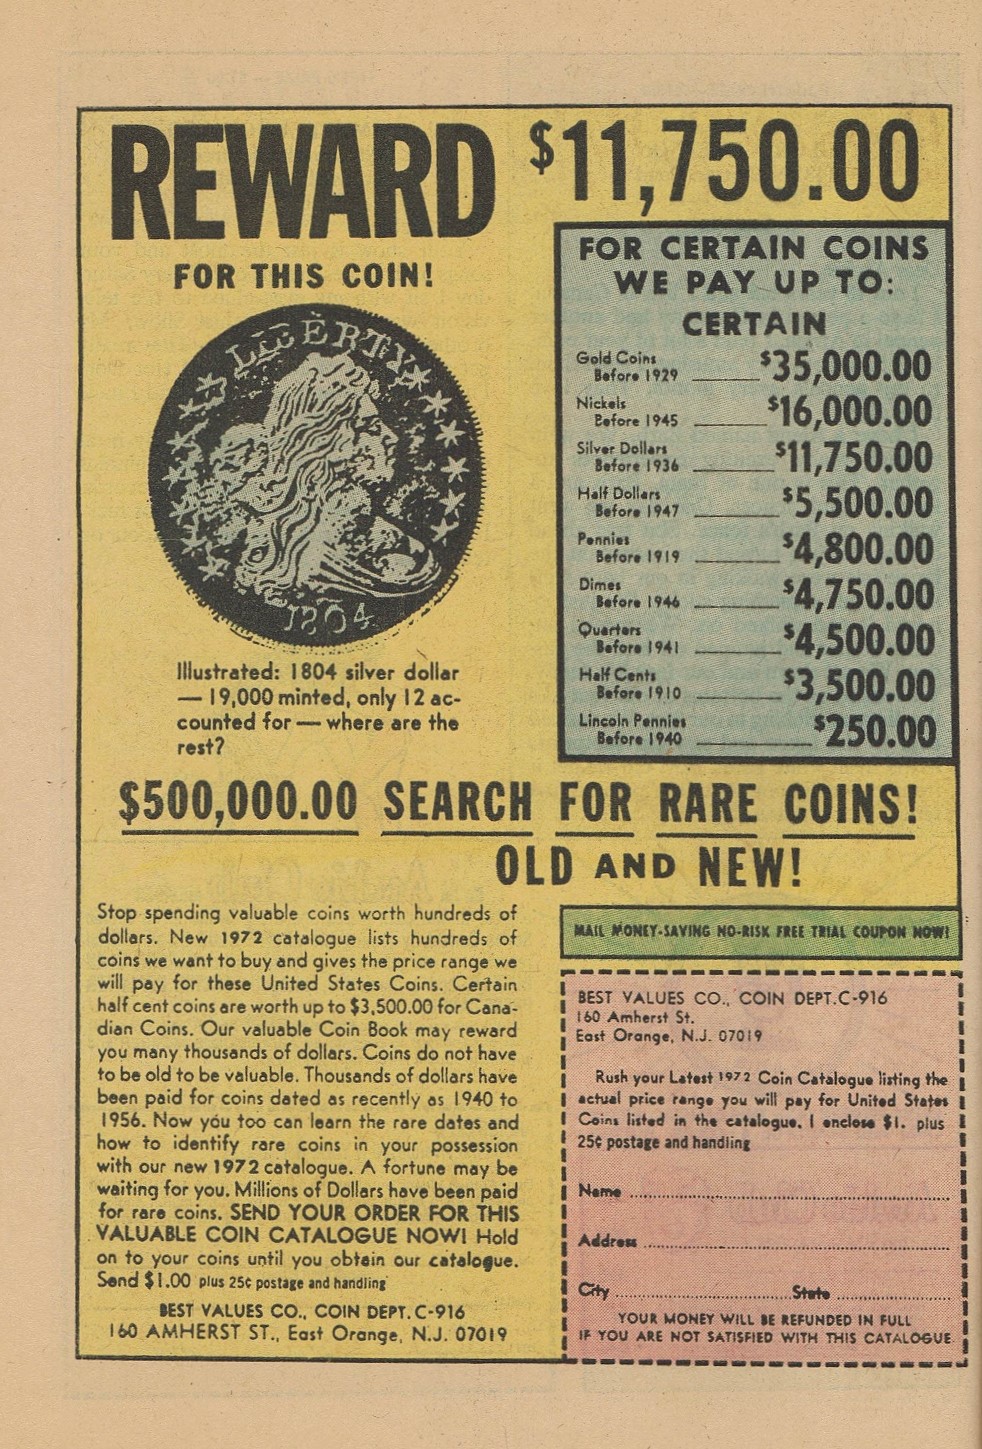 REWARD $11,750.00
FOR THIS COIN!
LIBERTY
1804
Illustrated: 1804 silver dollar
— 19,000 minted, only 12 ac-
counted for — where are the
rest?
FOR CERTAIN COINS
WE PAY UP TO:
CERTAIN
Gold Coins
Before 1929 $35,000.00
Nickels
Before 1945 $16,000.00
Silver Dollars
Before 1936 $11,750.00
Half Dollars
Before 1947 $5,500.00
Pennies
Before 1919 $4,800.00
Dimes
Before 1946 $4,750.00
Quarters
Before 1941 $4,500.00
Half Cents
Before 1910 $3,500.00
Lincoln Pennies
Before 1940 $250.00
$500,000.00 SEARCH FOR RARE COINS!
OLD AND NEW!
Stop spending valuable coins worth hundreds of
dollars. New 1972 catalogue lists hundreds of
coins we want to buy and gives the price range we
will pay for these United States Coins. Certain
half cent coins are worth up to $3,500.00 for Cana-
dian Coins. Our valuable Coin Book may reward
you many thousands of dollars. Coins do not have
to be old to be valuable. Thousands of dollars have
been paid for coins dated as recently as 1940 to
1956. Now you too can learn the rare dates and
how to identify rare coins in your possession
with our new 1972 catalogue. A fortune may be
waiting for you. Millions of Dollars have been paid
for rare coins. SEND YOUR ORDER FOR THIS
VALUABLE COIN CATALOGUE NOW! Hold
on to your coins until you obtain our catalogue.
Send $1.00 plus 25¢ postage and handling
BEST VALUES CO., COIN DEPT. C-916
160 AMHERST ST., East Orange, N.J. 07019
MAIL MONEY-SAVING NO-RISK FREE TRIAL COUPON NOW!
BEST VALUES CO., COIN DEPT. C-916
160 Amherst St.
East Orange, N.J. 07019
Rush your Latest 1972 Coin Catalogue listing the
actual price range you will pay for United States
Coins listed in the catalogue. I enclose $1. plus
25¢ postage and handling
Name
Address
City State
YOUR MONEY WILL BE REFUNDED IN FULL
IF YOU ARE NOT SATISFIED WITH THIS CATALOGUE